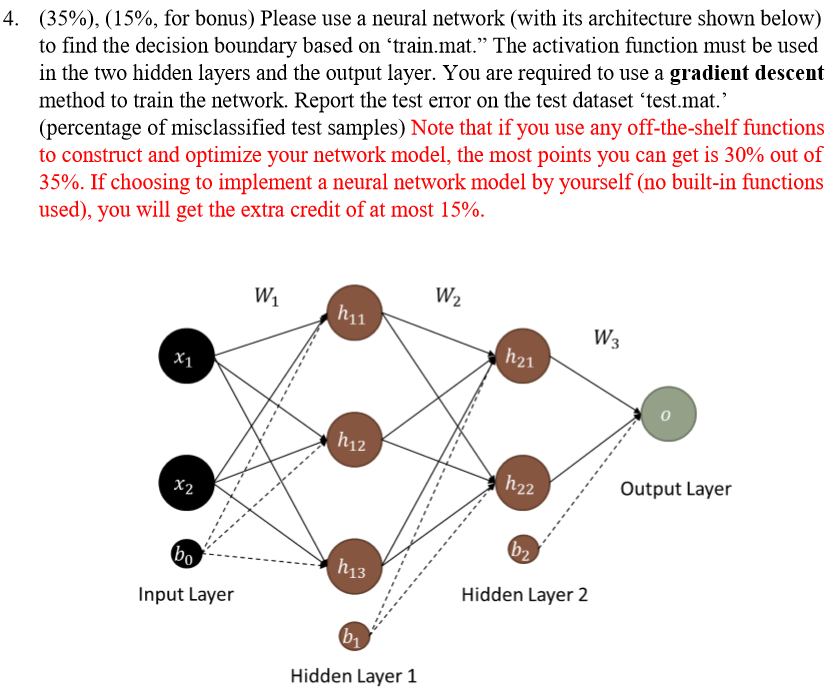 4. (35%), (15%, for bonus) Please use a neural network (with its architecture shown below)
to find the decision boundary based on ‘train.mat.” The activation function must be used
in the two hidden layers and the output layer. You are required to use a gradient descent
method to train the network. Report the test error on the test dataset ‘test.mat.’
(percentage of misclassified test samples) Note that if you use any off-the-shelf functions
to construct and optimize your network model, the most points you can get is 30% out of
35%. If choosing to implement a neural network model by yourself (no built-in functions
used), you will get the extra credit of at most 15%.
W₁
W₂
h₁₁
W₃
x₁
h₂₁
o
h₁₂
x₂
h₂₂
Output Layer
b₀
b₂
h₁₃
Input Layer
Hidden Layer 2
b₁
Hidden Layer 1